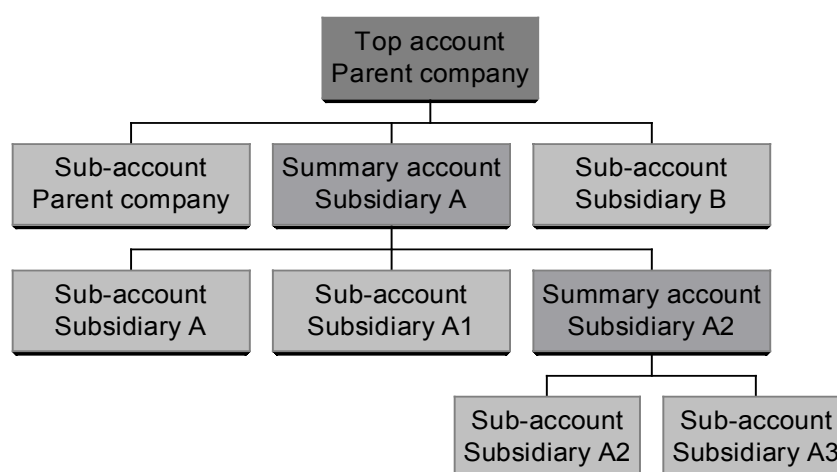 Top account
Parent company
Sub-account
Parent company
Summary account
Subsidiary A
Sub-account
Subsidiary B
Sub-account
Subsidiary A
Sub-account
Subsidiary A1
Summary account
Subsidiary A2
Sub-account
Subsidiary A2
Sub-account
Subsidiary A3